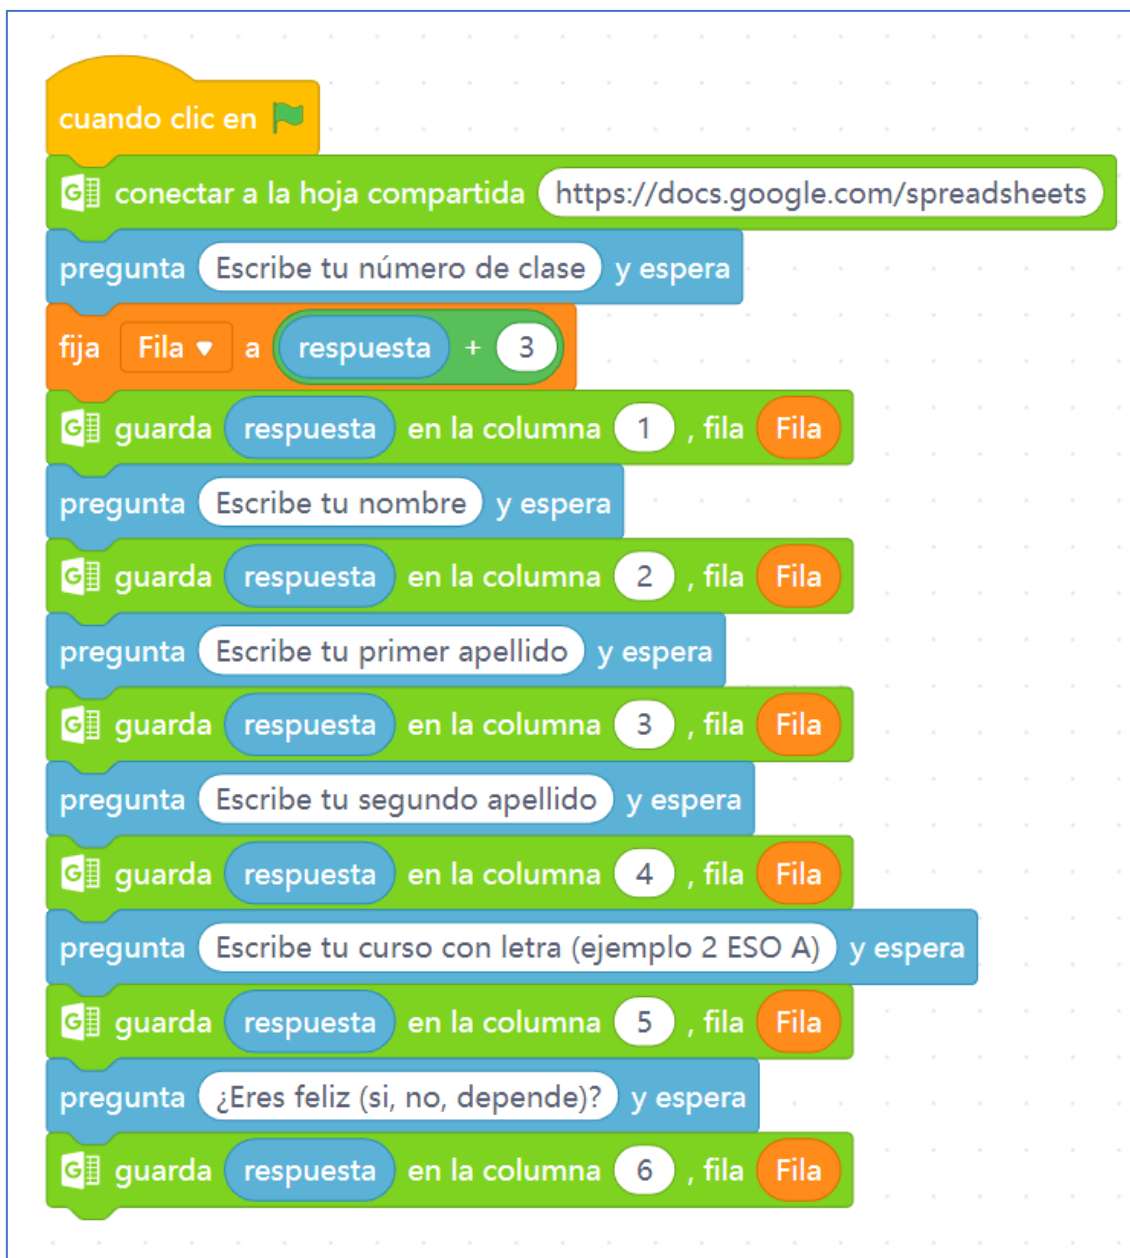 cuando clic en
conectar a la hoja compartida https://docs.google.com/spreadsheets
pregunta Escribe tu número de clase y espera
fija Fila a respuesta + 3
guarda respuesta en la columna 1 , fila Fila
pregunta Escribe tu nombre y espera
guarda respuesta en la columna 2 , fila Fila
pregunta Escribe tu primer apellido y espera
guarda respuesta en la columna 3 , fila Fila
pregunta Escribe tu segundo apellido y espera
guarda respuesta en la columna 4 , fila Fila
pregunta Escribe tu curso con letra (ejemplo 2 ESO A) y espera
guarda respuesta en la columna 5 , fila Fila
pregunta ¿Eres feliz (si, no, depende)? y espera
guarda respuesta en la columna 6 , fila Fila